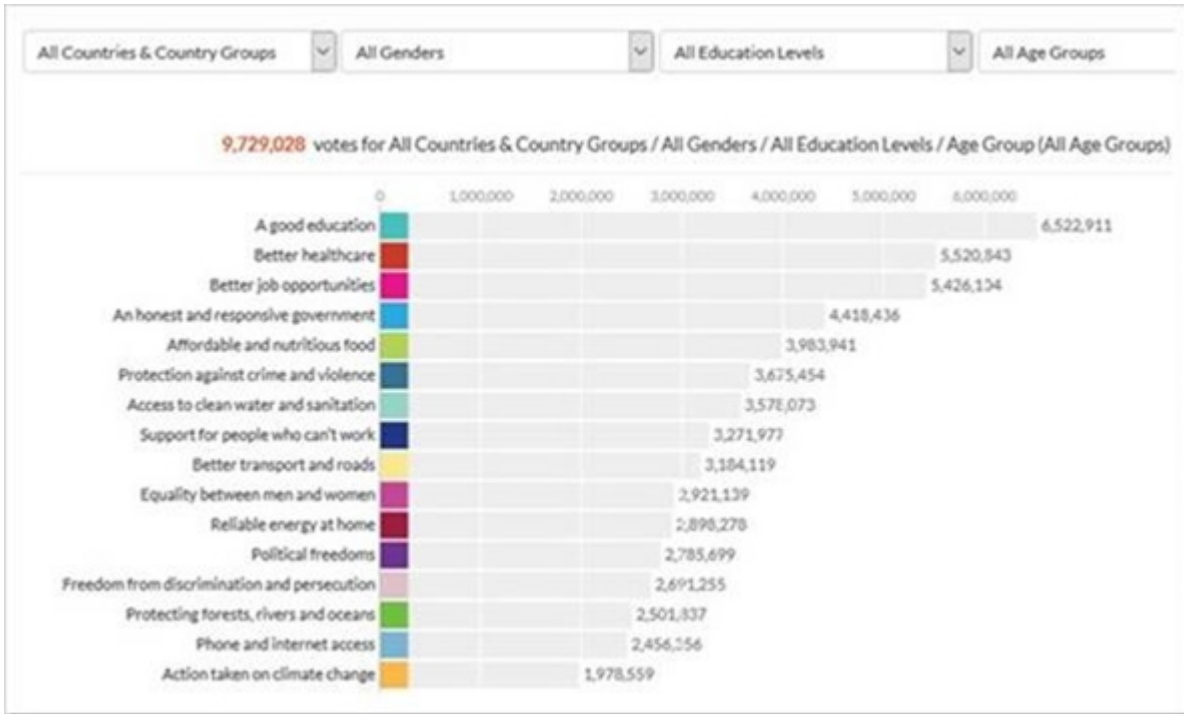 All Countries & Country Groups All Genders All Education Levels All Age Groups
9,729,028 votes for All Countries & Country Groups / All Genders / All Education Levels / Age Group (All Age Groups)
0 1,000,000 2,000,000 3,000,000 4,000,000 5,000,000 6,000,000
A good education 6,522,911
Better healthcare 5,520,843
Better job opportunities 5,426,134
An honest and responsive government 4,418,436
Affordable and nutritious food 3,983,941
Protection against crime and violence 3,675,454
Access to clean water and sanitation 3,578,073
Support for people who can't work 3,271,977
Better transport and roads 3,184,119
Equality between men and women 2,921,139
Reliable energy at home 2,898,278
Political freedoms 2,785,699
Freedom from discrimination and persecution 2,691,255
Protecting forests, rivers and oceans 2,501,837
Phone and internet access
Action taken on climate change 1,978,559